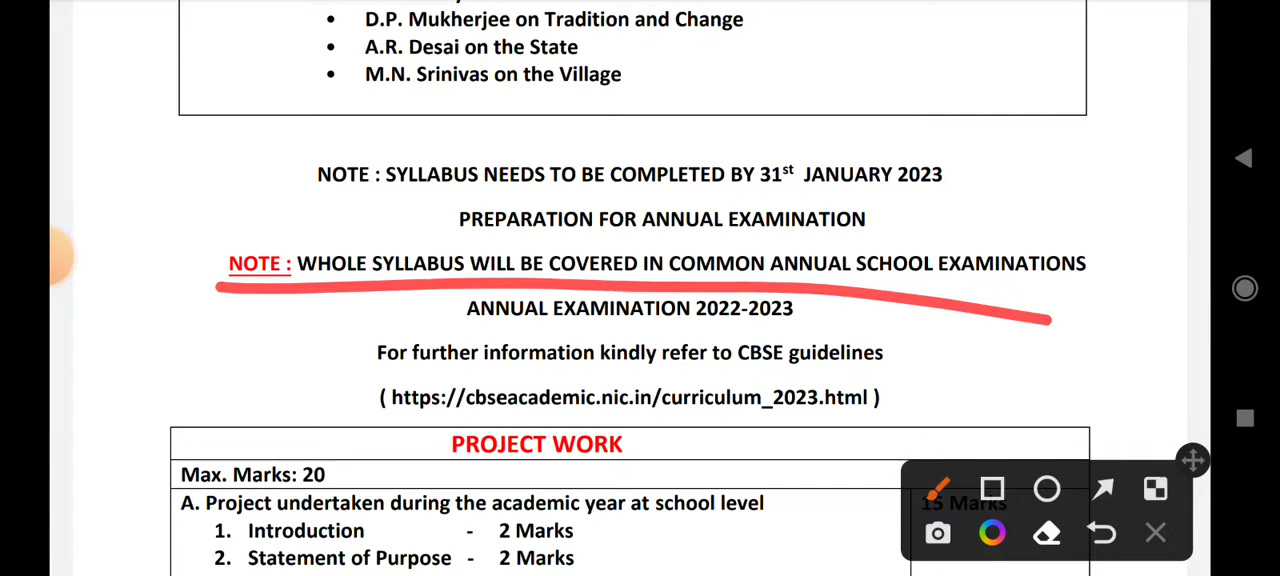 • D.P. Mukherjee on Tradition and Change
• A.R. Desai on the State
• M.N. Srinivas on the Village
NOTE : SYLLABUS NEEDS TO BE COMPLETED BY 31st JANUARY 2023
PREPARATION FOR ANNUAL EXAMINATION
NOTE : WHOLE SYLLABUS WILL BE COVERED IN COMMON ANNUAL SCHOOL EXAMINATIONS
ANNUAL EXAMINATION 2022-2023
For further information kindly refer to CBSE guidelines
( https://cbseacademic.nic.in/curriculum_2023.html )
PROJECT WORK
Max. Marks: 20
A. Project undertaken during the academic year at school level 15 Marks
1. Introduction - 2 Marks
2. Statement of Purpose - 2 Marks